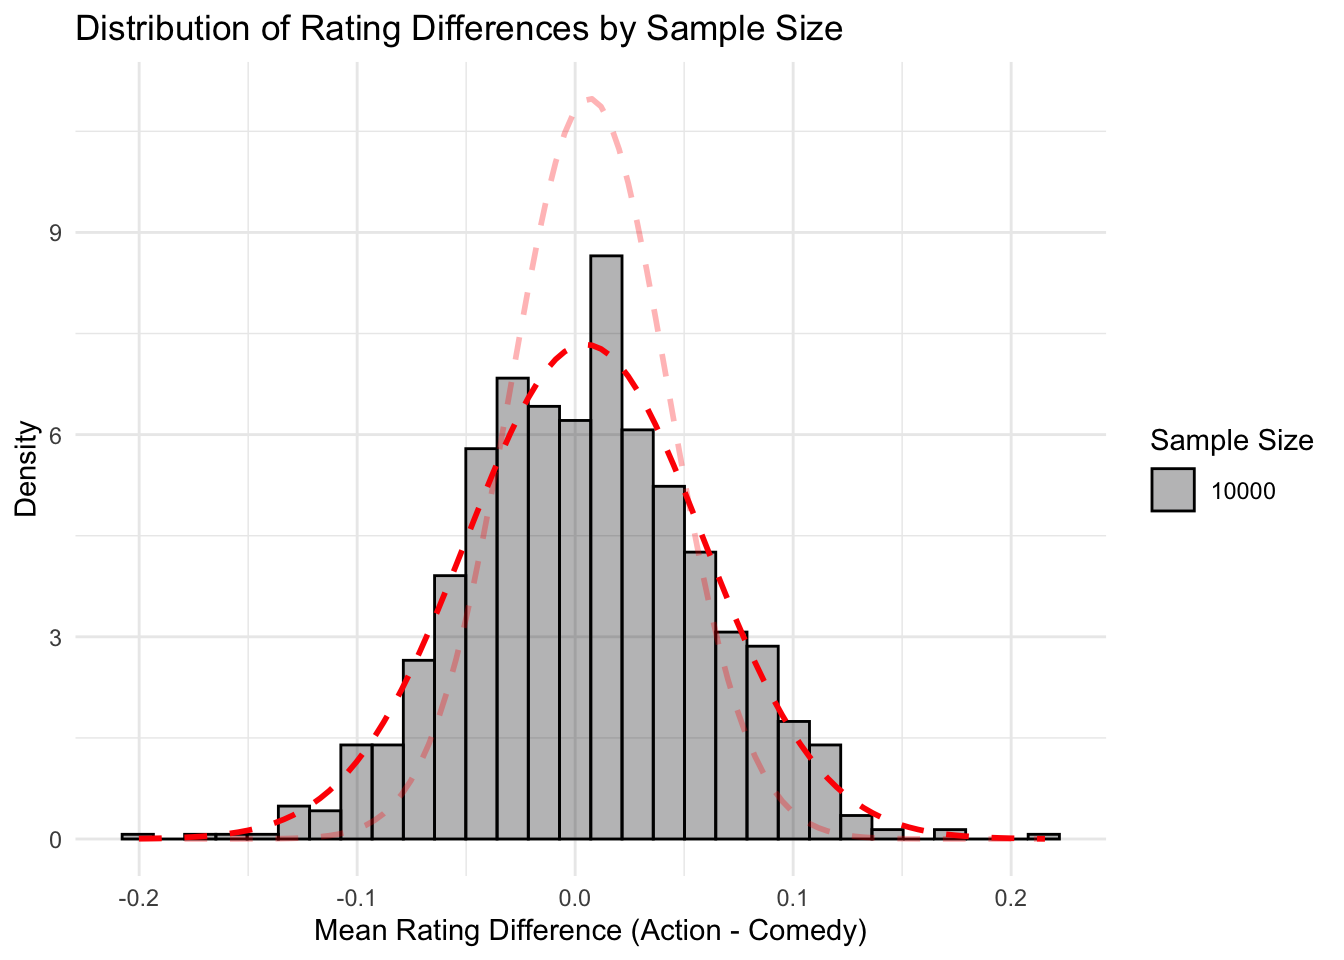 Distribution of Rating Differences by Sample Size
Density
9
6
3
0
-0.2
-0.1
0.0
0.1
0.2
Mean Rating Difference (Action - Comedy)
Sample Size
10000